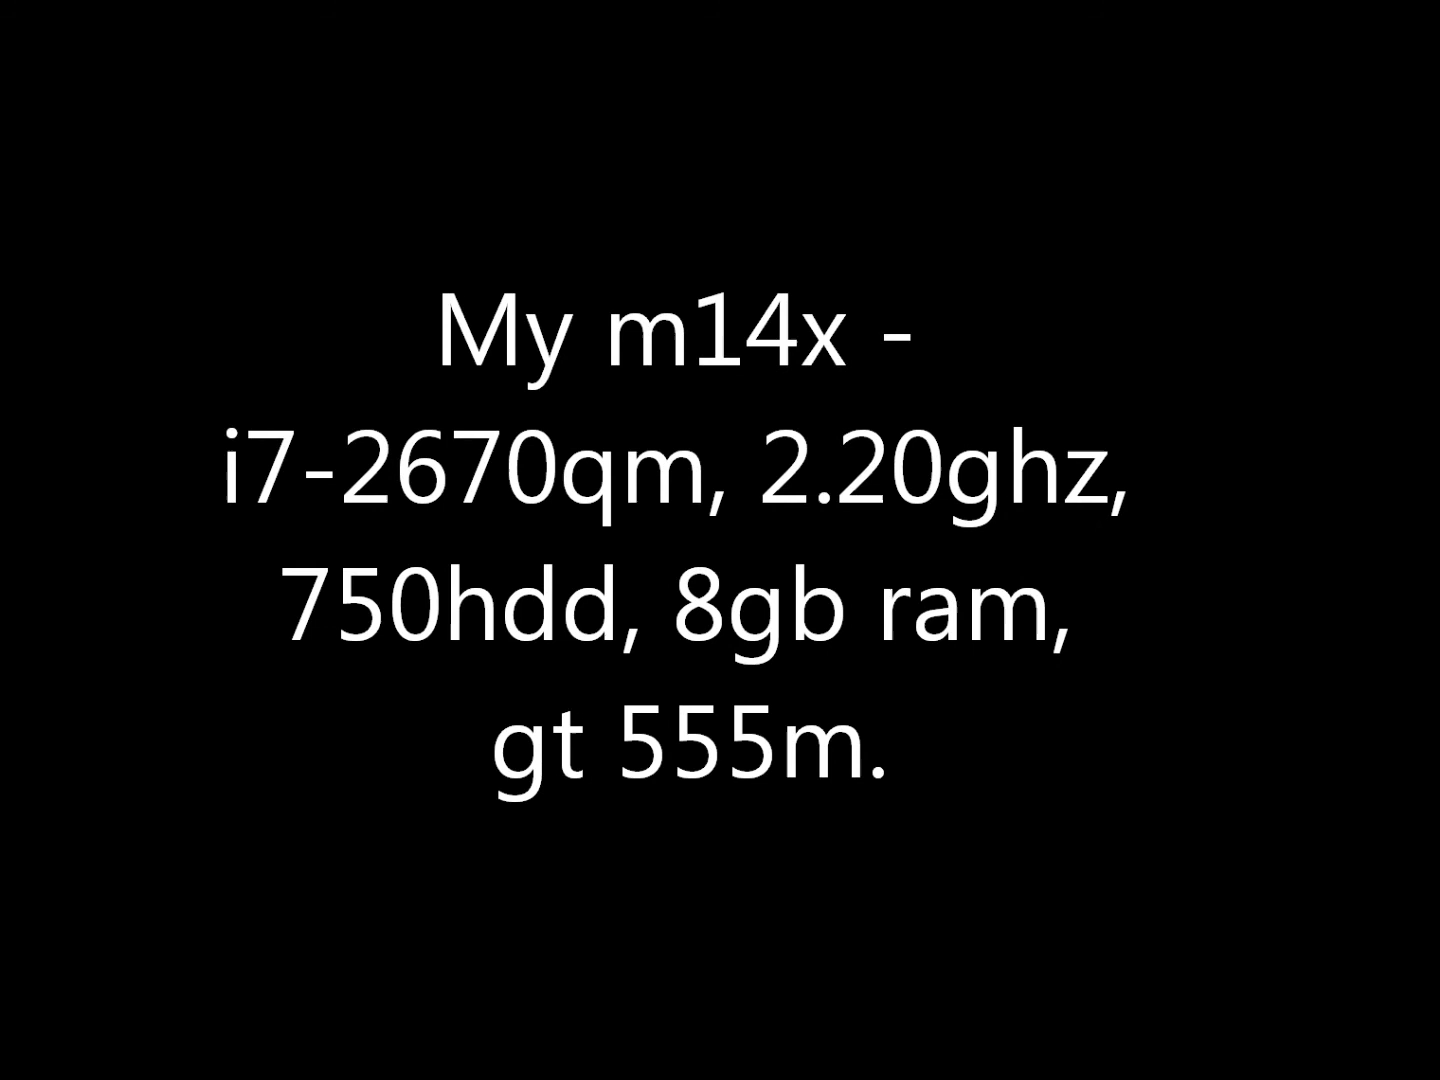 My m14x -
i7-2670qm, 2.20ghz,
750hdd, 8gb ram,
gt 555m.